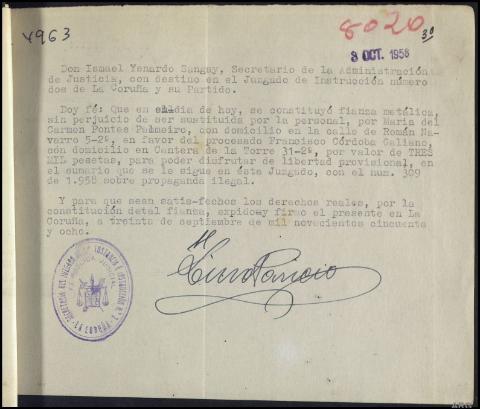 4963
8020
30
3 OCT. 1958
Don Ismael Yenardo Sangay, Secretario de la Administración
de Justicia, con destino en el Juzgado de Instrucción número
dos de La Coruña y su Partido.
Doy fé: Que en el día de hoy, se constituyó fianza metálica
sin perjuicio de ser sustituida por la personal, por Maria del
Carmen Pontes Palmeiro, con domicilio en la calle de Román Na-
varro 5-2º, en favor del procesado Francisco Córdoba Galiano,
con domicilio en Cantera de la Torre 31-2º, por valor de TRES
MIL pesetas, para poder disfrutar de libertad provisional, en
el sumario que se le sigue en este Juzgado, con el num. 309
de 1.958 sobre propaganda ilegal.
Y para que sean satis-fechos los derechos reales, por la
constitución detal fianza, expido y firmo el presente en La
Coruña, a treinta de septiembre de mil novecientos cincuenta
y ocho.